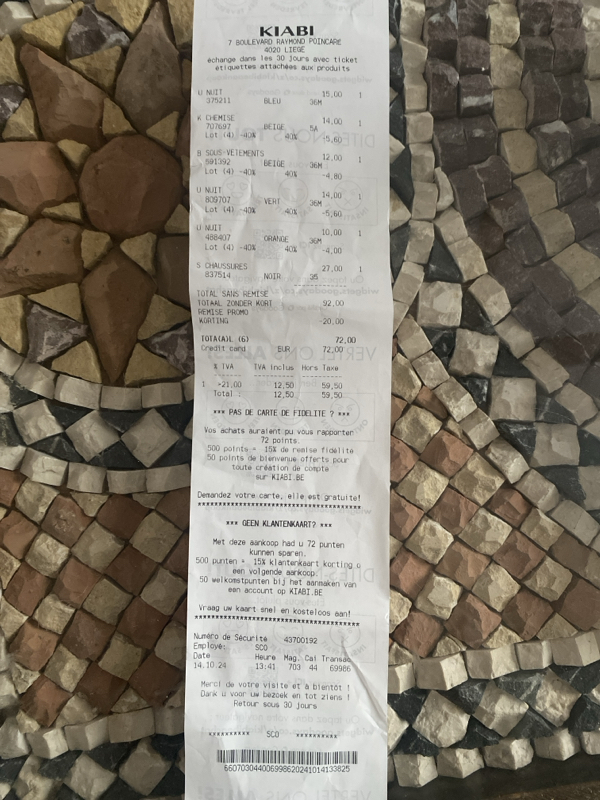 KIABI
7 BOULEVARD RAYMOND POINCARE
4020 LIEGE
échange dans les 30 jours avec ticket
étiquettes attachées aux produits
U NUIT 15,00 1
375211 BLEU 36M
K CHEMISE 14,00 1
707697 BEIGE 5A
Lot (4) -40% 40% -5,60
B SOUS-VETEMENTS 12,00 1
591392 BEIGE 36M
Lot (4) -40% 40% -4,80
U NUIT 14,00 1
809707 VERT 36M
Lot (4) -40% 40% -5,60
U NUIT 10,00 1
488407 ORANGE 36M
Lot (4) -40% 40% -4,00
S CHAUSSURES 27,00 1
837514 NOIR 35
TOTAL SANS REMISE
TOTAAL ZONDER KORT 92,00
REMISE PROMO
KORTING -20,00
TOTA(A)L (6) 72,00
Credit card EUR 72,00
% TVA TVA Inclus Hors Taxe
1 +21,00 12,50 59,50
Total : 12,50 59,50
*** PAS DE CARTE DE FIDELITE ? ***
Vos achats auraient pu vous rapporter
72 points.
500 points = 15% de remise fidélité
50 points de bienvenue offerts pour
toute création de compte
sur KIABI.BE
Demandez votre carte, elle est gratuite!
*** GEEN KLANTENKAART? ***
Met deze aankoop had u 72 punten
kunnen sparen.
500 punten = 15% klantenkaart korting o
een volgende aankoop.
50 welkomstpunten bij het aanmaken van
een account op KIABI.BE
Vraag uw kaart snel en kosteloos aan!
Numéro de Sécurité 43700192
Employé: SCO
Date Heure Mag. Cai Transac
14.10.24 13:41 703 44 69986
Merci de votre visite et à bientôt !
Dank u voor uw bezoek en tot ziens !
Retour sous 30 jours
********** SCO **********
66070304400699862024101413​3825